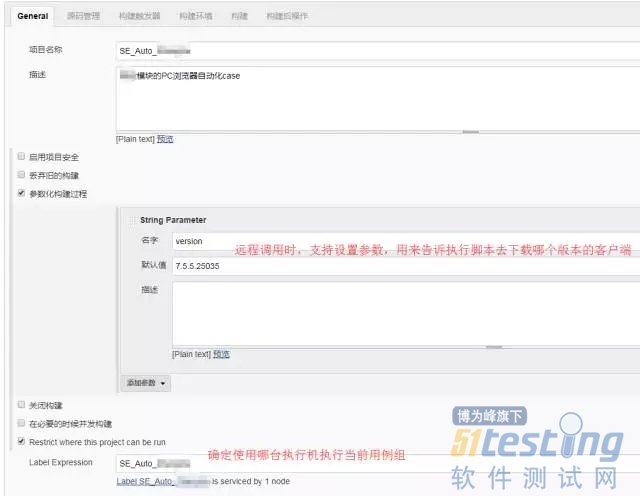 General 源码管理 构建触发器 构建环境 构建 构建后操作
项目名称 SE_Auto_
描述 模块的PC浏览器自动化case
[Plain text] 预览
启用项目安全
丢弃旧的构建
参数化构建过程
String Parameter
名字 version
远程调用时，支持设置参数，用来告诉执行脚本去下载哪个版本的客户端
默认值 7.5.5.25035
描述
[Plain text] 预览
添加参数
关闭构建
在必要的时候并发构建
Restrict where this project can be run
确定使用哪台执行机执行当前用例组
Label Expression SE_Auto_
Label SE_Auto_ is serviced by 1 node
博为峰旗下
51testing
软件测试网